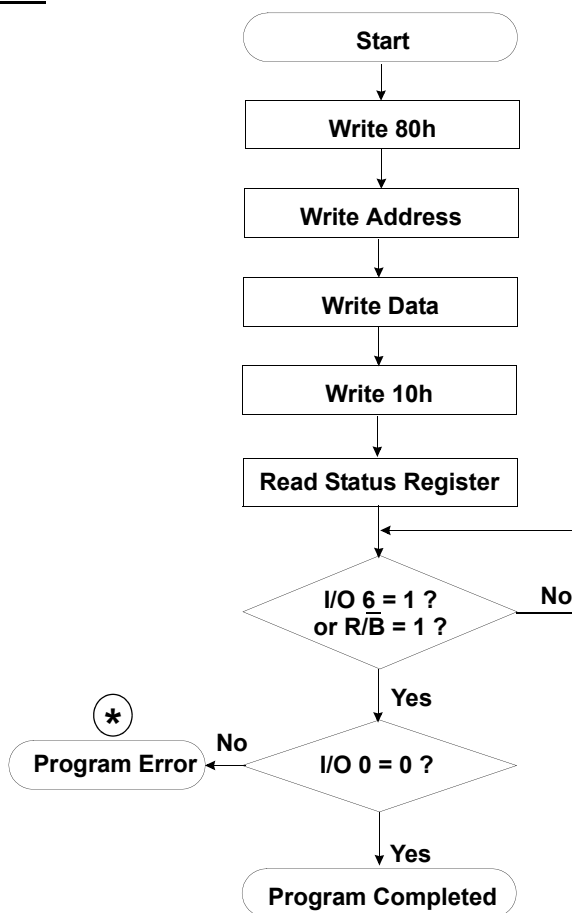 Start
Write 80h
Write Address
Write Data
Write 10h
Read Status Register
I/O 6 = 1 ?
or R/B̅ = 1 ?
No
Yes
*
No
Program Error
I/O 0 = 0 ?
Yes
Program Completed